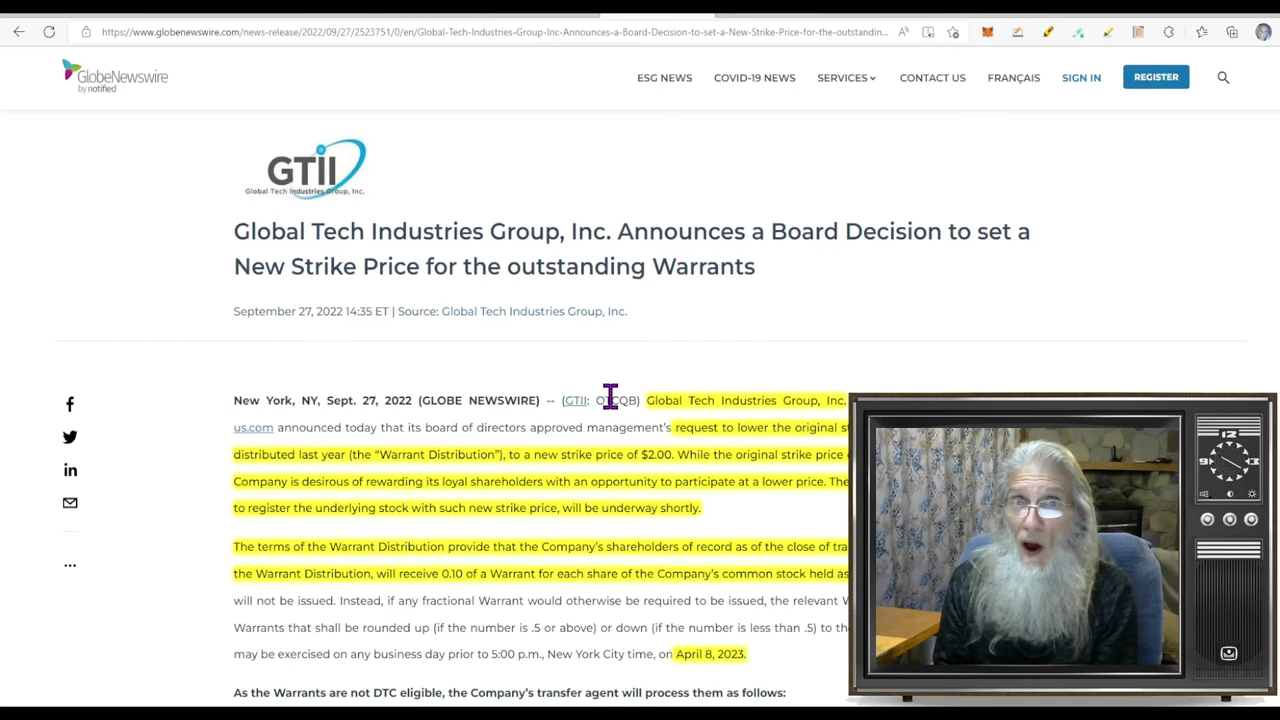 https://www.globenewswire.com/news-release/2022/09/27/2523751/0/en/Global-Tech-Industries-Group-Inc-Announces-a-Board-Decision-to-set-a-New-Strike-Price-for-the-outstandin...
GlobeNewswire
by notified
ESG NEWS COVID-19 NEWS SERVICES CONTACT US FRANÇAIS SIGN IN REGISTER
GTII
Global Tech Industries Group, Inc.
Global Tech Industries Group, Inc. Announces a Board Decision to set a
New Strike Price for the outstanding Warrants
September 27, 2022 14:35 ET | Source: Global Tech Industries Group, Inc.
New York, NY, Sept. 27, 2022 (GLOBE NEWSWIRE) -- (GTII: OTCQB) Global Tech Industries Group, Inc.
us.com announced today that its board of directors approved management's request to lower the original
distributed last year (the “Warrant Distribution”), to a new strike price of $2.00. While the original strike price
Company is desirous of rewarding its loyal shareholders with an opportunity to participate at a lower price.
to register the underlying stock with such new strike price, will be underway shortly.
The terms of the Warrant Distribution provide that the Company's shareholders of record as of the close of
the Warrant Distribution, will receive 0.10 of a Warrant for each share of the Company's common stock held
will not be issued. Instead, if any fractional Warrant would otherwise be required to be issued, the relevant
Warrants that shall be rounded up (if the number is .5 or above) or down (if the number is less than .5) to
may be exercised on any business day prior to 5:00 p.m., New York City time, on April 8, 2023.
As the Warrants are not DTC eligible, the Company's transfer agent will process them as follows:
12
3
9